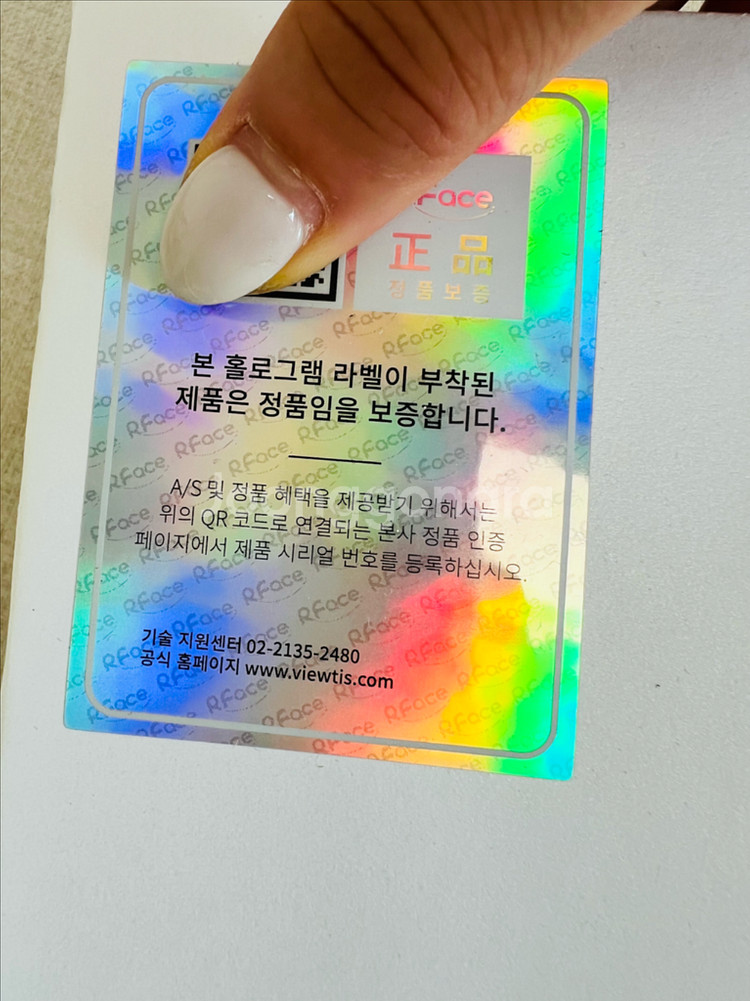 RFace
正品
정품보증
본 홀로그램 라벨이 부착된
제품은 정품임을 보증합니다.
A/S 및 정품 혜택을 제공받기 위해서는
위의 QR 코드로 연결되는 본사 정품 인증
페이지에서 제품 시리얼 번호를 등록하십시오.
기술 지원센터 02-2135-2480
공식 홈페이지 www.viewtis.com